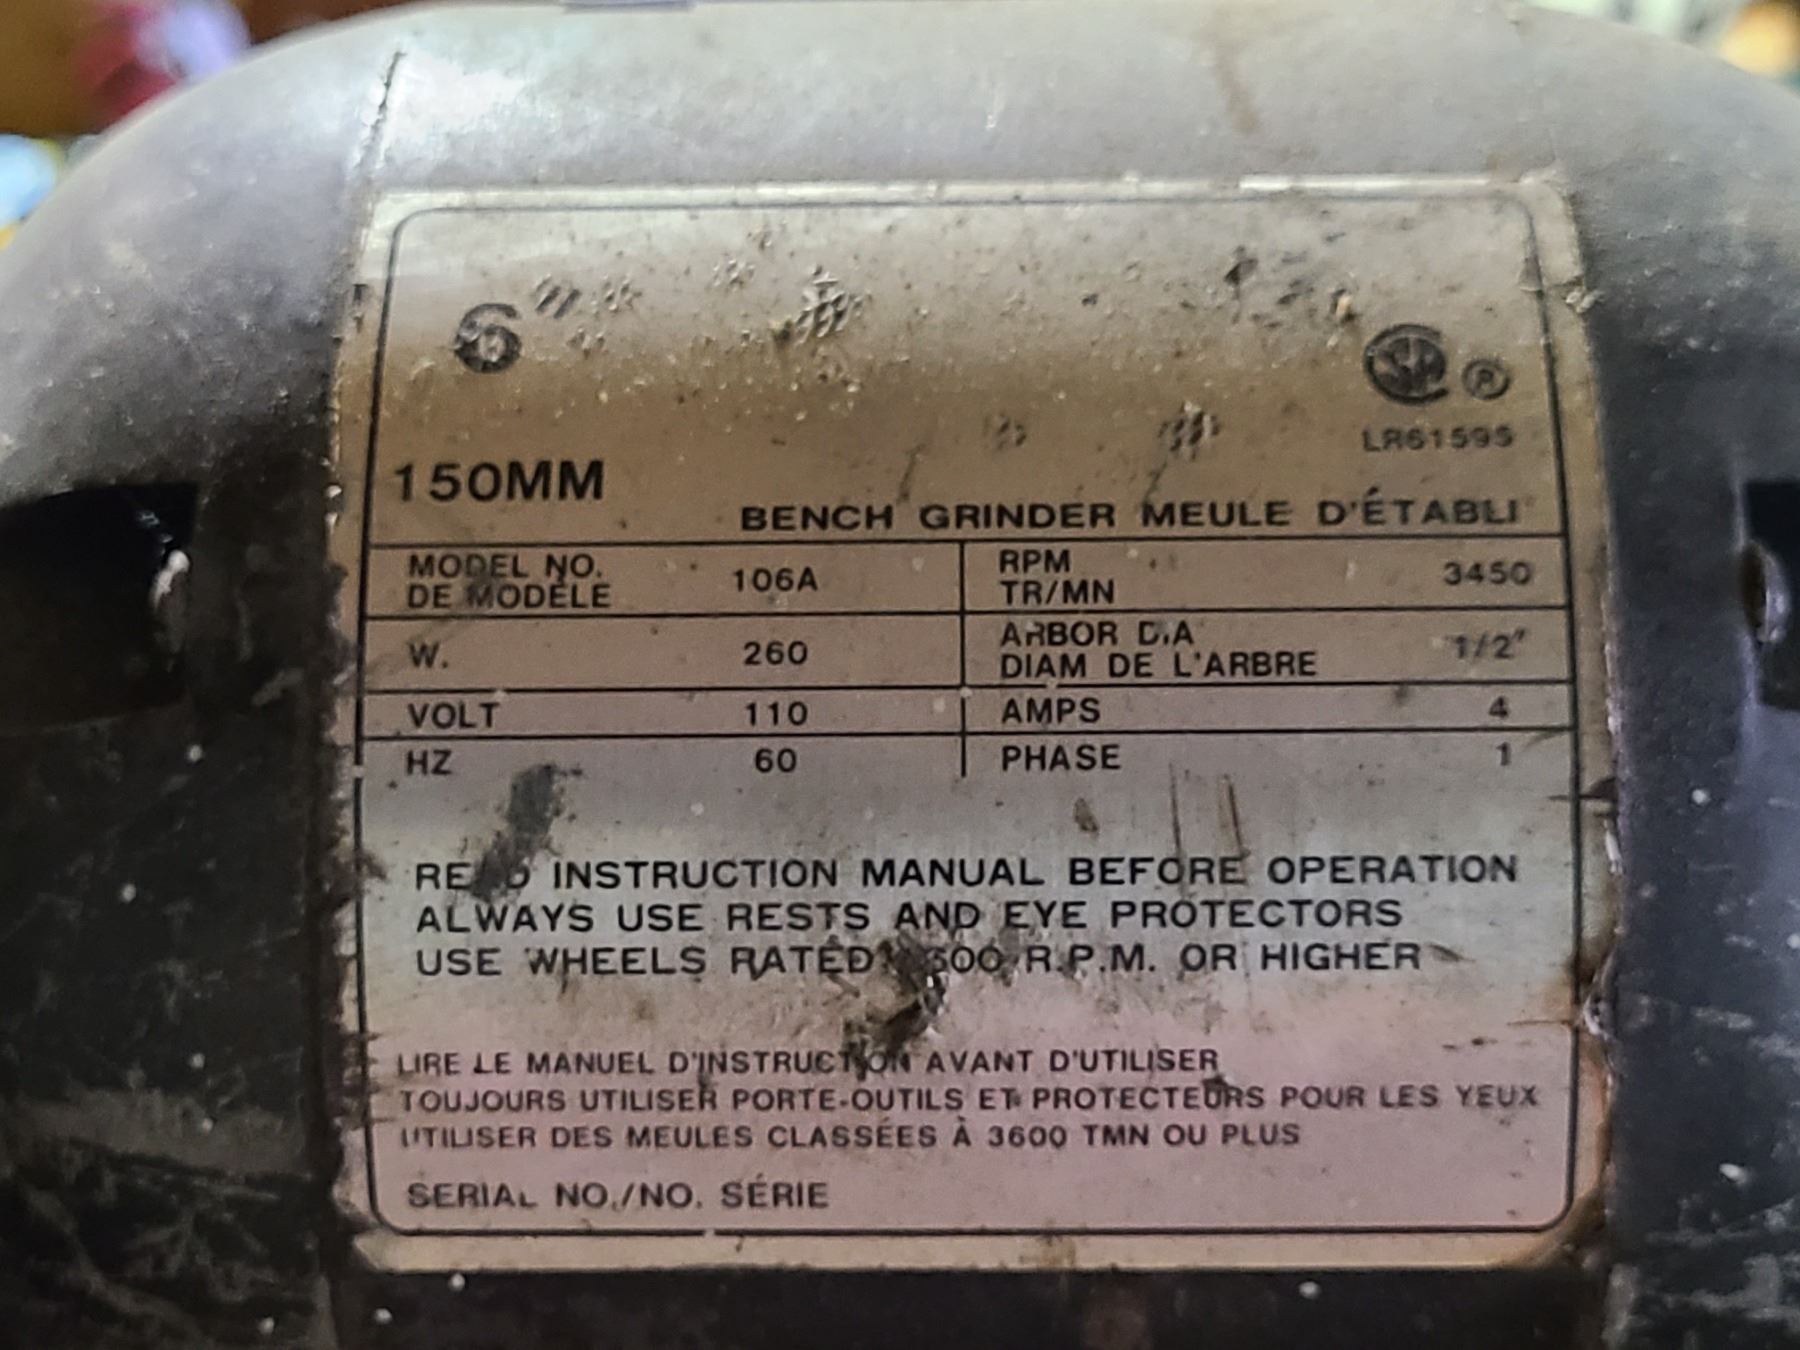 6"
SA ®
LR61595
150MM
BENCH GRINDER MEULE D'ÉTABLI
MODEL NO. 106A RPM 3450
DE MODÈLE TR/MN
W. 260 ARBOR DIA 1/2"
DIAM DE L'ARBRE
VOLT 110 AMPS 4
HZ 60 PHASE 1
READ INSTRUCTION MANUAL BEFORE OPERATION
ALWAYS USE RESTS AND EYE PROTECTORS
USE WHEELS RATED R.P.M. OR HIGHER
LIRE LE MANUEL D'INSTRUCTION AVANT D'UTILISER
TOUJOURS UTILISER PORTE-OUTILS ET PROTECTEURS POUR LES YEUX
UTILISER DES MEULES CLASSÉES À 3600 TMN OU PLUS
SERIAL NO./NO. SÉRIE